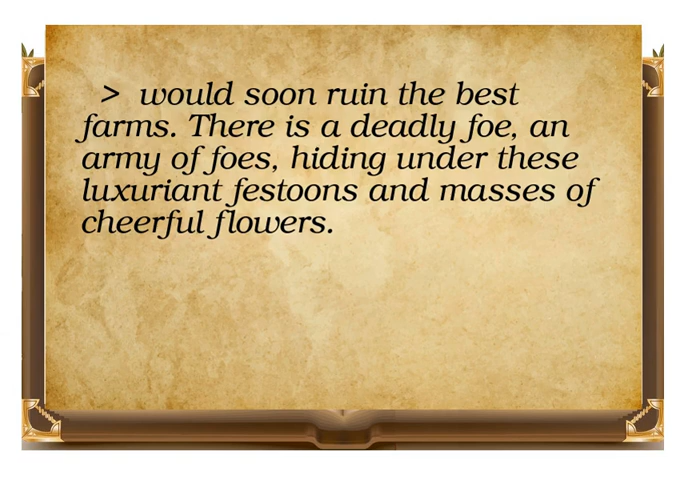 > would soon ruin the best
farms. There is a deadly foe, an
army of foes, hiding under these
luxuriant festoons and masses of
cheerful flowers.